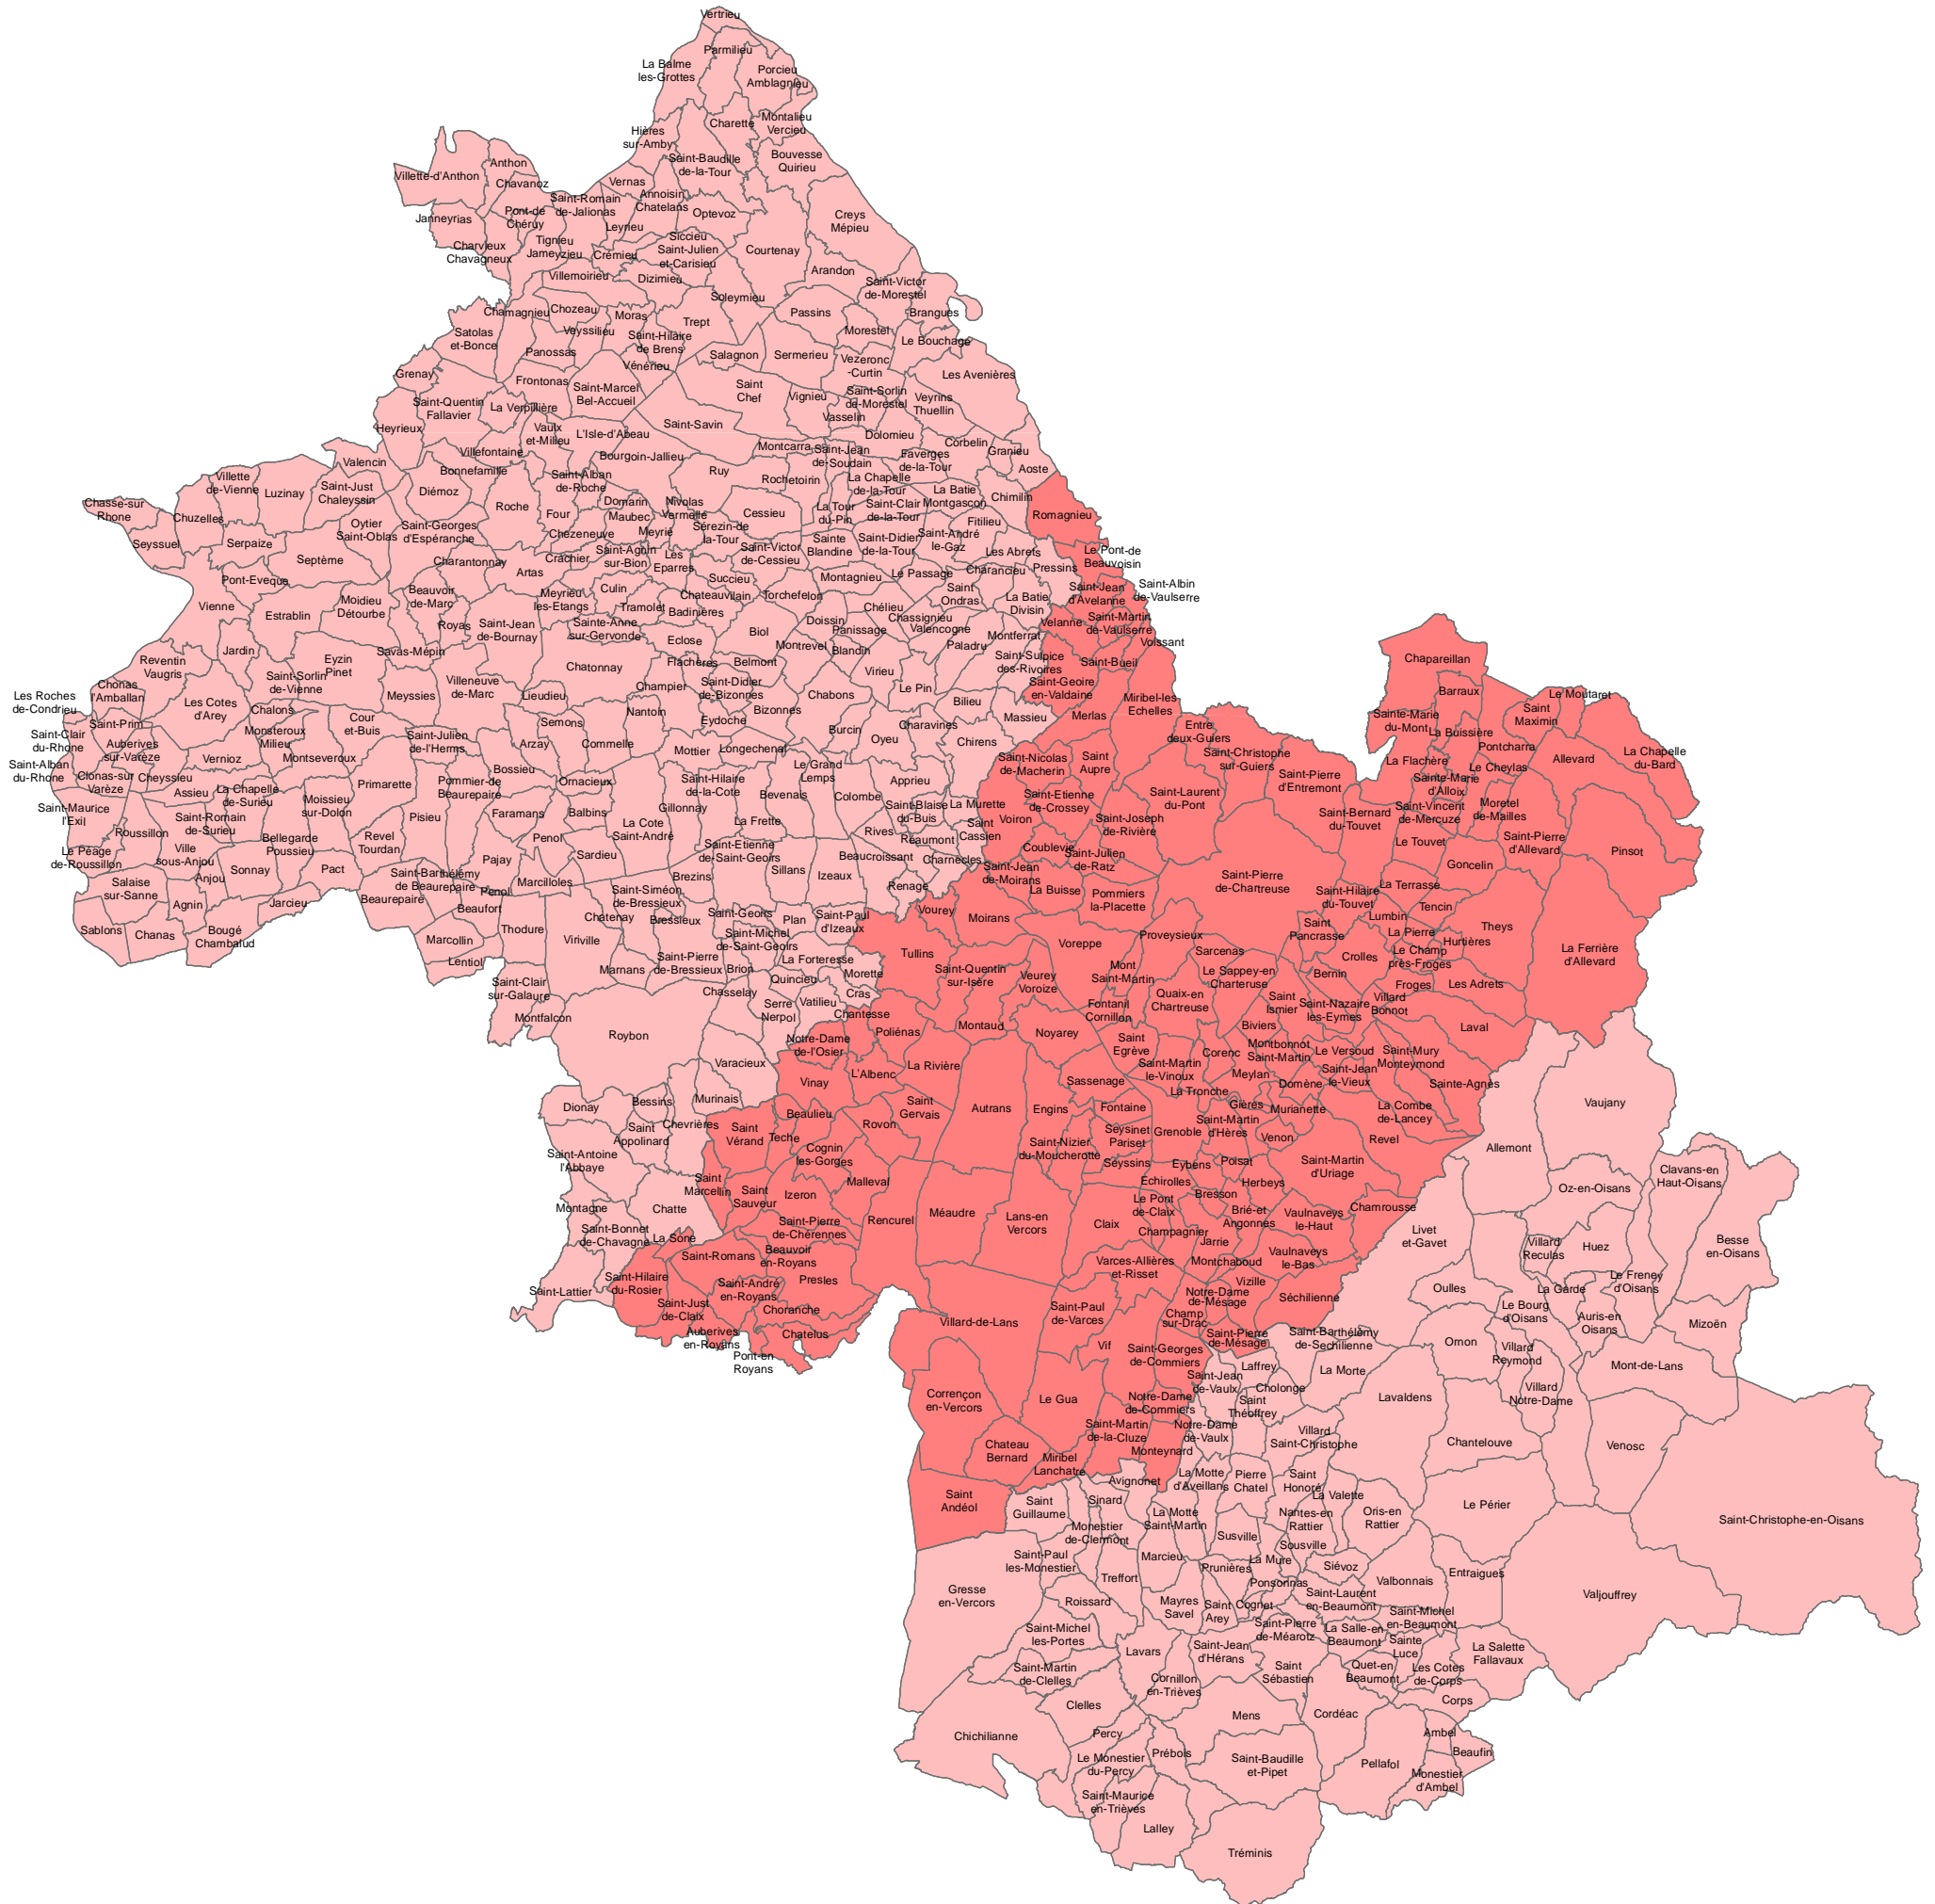 Vertrieu
Parmilieu
La Balme
les-Grottes
Porcieu
Amblagnieu
Charette
Montalieu
Vercieu
Hières
sur-Amby
Saint-Baudille
de-la-Tour
Bouvesse
Quirieu
Anthon
Villette-d'Anthon
Chavanoz
Vernas
Annoisin
Chatelans
Saint-Romain
de-Jalionas
Janneyrias
Pont-de
Chéruy
Leyrieu
Optevoz
Creys
Mépieu
Charvieux
Chavagneux
Tignieu
Jameyzieu
Crémieu
Siccieu
Saint-Julien
et-Carisieu
Courtenay
Villemoirieu
Dizimieu
Arandon
Saint-Victor
de-Morestel
Soleymieu
Chamagnieu
Chozeau
Moras
Trept
Passins
Brangues
Satolas
et-Bonce
Veyssilieu
Saint-Hilaire
de Brens
Morestel
Le Bouchage
Panossas
Salagnon
Sermerieu
Vezeronc
-Curtin
Vénérieu
Grenay
Frontonas
Saint-Marcel
Bel-Accueil
Saint
Chef
Vignieu
Saint-Sorlin
de-Morestel
Les Avenières
Saint-Quentin
Fallavier
La Verpillière
Veyrins
Thuellin
Vasselin
Heyrieux
Vaulx
et-Milieu
L'Isle-d'Abeau
Saint-Savin
Dolomieu
Corbelin
Montcarra
Saint-Jean
de-Soudain
Villefontaine
Bourgoin-Jallieu
Faverges
de-la-Tour
Granieu
Aoste
Valencin
Bonnefamille
Saint-Alban
de-Roche
Ruy
Rochetoirin
La Chapelle
de-la-Tour
Villette
de-Vienne
Luzinay
Saint-Just
Chaleyssin
Diémoz
La Batie
Montgascon
Chimilin
Chasse-sur
Rhone
Chuzelles
Roche
Four
Domarin
Maubec
Nivolas
Vermelle
Cessieu
La Tour
du-Pin
Saint-Clair
de-la-Tour
Romagnieu
Fitilieu
Seyssuel
Serpaize
Oytier
Saint-Oblas
Saint-Georges
d'Espéranche
Chezeneuve
Meyrié
Sérezin-de
la-Tour
Sainte
Blandine
Saint-Didier
de-la-Tour
Saint-André
le-Gaz
Septème
Charantonnay
Crachier
Saint-Agnin
sur-Bion
Les
Eparres
Saint-Victor
de-Cessieu
Les Abrets
Le Pont-de
Beauvoisin
Pont-Eveque
Artas
Succieu
Montagnieu
Le Passage
Charancieu
Pressins
Vienne
Estrablin
Moidieu
Détourbe
Beauvoir
de-Marc
Meyrieu
les-Etangs
Culin
Tramolet
Chateauvilain
Badinières
Torchefelon
Saint
Ondras
La Batie
Divisin
Saint-Jean
d'Avelanne
Saint-Albin
de-Vaulserre
Royas
Saint-Jean
de-Bournay
Sainte-Anne
sur-Gervonde
Doissin
Chélieu
Chassignieu
Velanne
Saint-Martin
de-Vaulserre
Jardin
Savas-Mépin
Eclose
Biol
Panissage
Valencogne
Montferrat
Voissant
Montrevel
Blandin
Paladru
Reventin
Vaugris
Eyzin
Pinet
Chatonnay
Flachères
Belmont
Virieu
Saint-Sulpice
des-Rivoires
Saint-Bueil
Chapareillan
Chonas
l'Amballan
Saint-Sorlin
de-Vienne
Meyssies
Villeneuve
de-Marc
Lieudieu
Champier
Saint-Didier
de-Bizonnes
Chabons
Le Pin
Saint-Geoire
en-Valdaine
Barraux
Le Moutaret
Les Roches
de-Condrieu
Les Cotes
d'Arey
Chalons
Nantoin
Bizonnes
Bilieu
Miribel-les
Echelles
Saint-Prim
Cour
et-Buis
Semons
Eydoche
Massieu
Merlas
Sainte-Marie
du-Mont
Saint
Maximin
Saint-Clair
du-Rhone
Auberives
sur-Varèze
Monsteroux
Milieu
Saint-Julien
de-l'Herms
Arzay
Commelle
Mottier
Longechenal
Burcin
Oyeu
Charavines
Chirens
Entre
deux-Guiers
La Buissière
Pontcharra
Vernioz
Montseveroux
Saint-Nicolas
de-Macherin
Saint
Aupre
Saint-Christophe
sur-Guiers
Allevard
La Chapelle
du-Bard
Saint-Alban
du-Rhone
Clonas-sur
Varèze
Cheyssieu
Primarette
Bossieu
Ornacieux
Saint-Hilaire
de-la-Cote
Le Grand
Lemps
Apprieu
La Flachère
Le Cheylas
Assieu
La Chapelle
de-Surieu
Moissieu
sur-Dolon
Pommier-de
Beaurepaire
Bevenais
Colombe
Saint-Etienne
de-Crossey
Saint-Laurent
du-Pont
Saint-Pierre
d'Entremont
Sainte-Marie
d'Alloix
Saint-Maurice
l'Exil
Saint-Romain
de-Surieu
Pisieu
Faramans
Balbins
Gillonnay
Saint-Blaise
du-Buis
La Murette
Voiron
Saint-Bernard
du-Touvet
Saint-Vincent
de-Mercuze
Moretel
de-Mailles
Roussillon
La Cote
Saint-André
La Frette
Rives
Saint
Cassien
Saint-Joseph
de-Rivière
Bellegarde
Poussieu
Revel
Tourdan
Penol
Réaumont
Coublevie
Saint-Julien
de-Ratz
Le Touvet
Saint-Pierre
d'Allevard
Pinsot
Le Péage
de-Roussillon
Ville
sous-Anjou
Pajay
Sardieu
Saint-Etienne
de-Saint-Geoirs
Beaucroissant
Charnècles
Goncelin
Anjou
Sonnay
Pact
Saint-Barthélémy
de Beaurepaire
Marcilloles
Brezins
Sillans
Izeaux
Renage
Saint-Jean
de-Moirans
La Buisse
Pommiers
la-Placette
Saint-Pierre
de-Chartreuse
La Terrasse
Salaise
sur-Sanne
Agnin
Jarcieu
Beaurepaire
Penol
Beaufort
Saint-Siméon
de-Bressieux
Saint-Hilaire
du-Touvet
Tencin
Chatenay
Bressieux
Saint-Geoirs
Plan
Saint-Paul
d'Izeaux
Vourey
Moirans
Lumbin
Theys
Sablons
Chanas
Bougé
Chambalud
Marcollin
Thodure
Viriville
Saint-Michel
de-Saint-Geoirs
Voreppe
Proveysieux
Saint
Pancrasse
La Pierre
Hurtières
Lentiol
Marnans
Saint-Pierre
de-Bressieux
Brion
La Forteresse
Tullins
Sarcenas
Crolles
Le Champ
près-Froges
La Ferrière
d'Allevard
Saint-Clair
sur-Galaure
Quincieu
Morette
Saint-Quentin
sur-Isère
Veurey
Voroize
Mont
Saint-Martin
Le Sappey-en
Charteruse
Bernin
Froges
Les Adrets
Chasselay
Serre
Nerpol
Vatilieu
Cras
Quaix-en
Chartreuse
Saint
Ismier
Saint-Nazaire
les-Eymes
Villard
Bonnot
Montfalcon
Roybon
Chantesse
Poliénas
Montaud
Noyarey
Fontanil
Cornillon
Biviers
Laval
Notre-Dame
de-l'Osier
Saint
Egrève
Corenc
Montbonnot
Saint-Martin
Le Versoud
Saint-Mury
Monteymond
Varacieux
L'Albenc
La Rivière
Saint-Martin
le-Vinoux
Meylan
Saint-Jean
le-Vieux
Vinay
Sassenage
La Tronche
Domène
Sainte-Agnès
Dionay
Bessins
Murinais
Beaulieu
Saint
Gervais
Autrans
Engins
Fontaine
Gières
Murianette
La Combe
de-Lancey
Vaujany
Saint
Appolinard
Chevrières
Saint
Vérand
Teche
Rovon
Seysinet
Pariset
Grenoble
Saint-Martin
d'Hères
Venon
Revel
Allemont
Saint-Antoine
l'Abbaye
Cognin
les-Gorges
Saint-Nizier
du-Moucherotte
Seyssins
Eybens
Poisat
Saint-Martin
d'Uriage
Clavans-en
Haut-Oisans
Saint
Marcellin
Saint
Sauveur
Izeron
Malleval
Echirolles
Bresson
Herbeys
Oz-en-Oisans
Montagne
Chatte
Rencurel
Méaudre
Lans-en
Vercors
Claix
Le Pont
de-Claix
Brié-et
Angonnes
Vaulnaveys
le-Haut
Chamrousse
Saint-Bonnet
de-Chavagne
La Sone
Saint-Pierre
de-Chérennes
Champagnier
Jarrie
Livet
et-Gavet
Villard
Reculas
Huez
Besse
en-Oisans
Saint-Romans
Beauvoir
en-Royans
Varces-Allières
et-Risset
Montchaboud
Vaulnaveys
le-Bas
Saint-Lattier
Saint-Hilaire
du-Rosier
Saint-André
en-Royans
Presles
Vizille
Oulles
La Garde
Le Freney
d'Oisans
Saint-Just
de-Claix
Choranche
Notre-Dame
de-Mésage
Séchilienne
Auberives
en-Royans
Chatelus
Villard-de-Lans
Saint-Paul
de-Varces
Champ
sur-Drac
Le Bourg
d'Oisans
Auris-en
Oisans
Mizoën
Pont-en
Royans
Vif
Saint-Georges
de-Commiers
Saint-Pierre
de-Mésage
Saint-Barthélèmy
de-Sechilienne
Ornon
Villard
Reymond
Mont-de-Lans
Laffrey
La Morte
Corrençon
en-Vercors
Le Gua
Notre-Dame
de-Commiers
Saint-Jean
de-Vaulx
Cholonge
Saint
Théoffrey
Lavaldens
Villard
Notre-Dame
Chateau
Bernard
Miribel
Lanchatre
Saint-Martin
de-la-Cluze
Monteynard
Notre-Dame
de-Vaulx
Villard
Saint-Christophe
Chantelouve
Venosc
Saint
Andéol
Avignonet
La Motte
d'Aveillans
Pierre
Chatel
Saint
Honoré
La Valette
Saint
Guillaume
Sinard
Le Périer
Saint-Christophe-en-Oisans
Monestier
de-Clermont
La Motte
Saint-Martin
Susville
Nantes-en
Rattier
Oris-en
Rattier
Saint-Paul
les-Monestier
Marcieu
La Mure
Sousville
Gresse
en-Vercors
Treffort
Prunières
Ponsonnas
Siévoz
Valbonnais
Entraigues
Valjouffrey
Roissard
Mayres
Savel
Saint
Arey
Cognet
Saint-Laurent
en-Beaumont
Saint-Michel
en-Beaumont
Saint-Michel
les-Portes
Lavars
Saint-Jean
d'Hérans
Saint-Pierre
de-Méarotz
La Salle-en
Beaumont
Sainte
Luce
La Salette
Fallavaux
Saint-Martin
de-Clelles
Cornillon
en-Trièves
Saint
Sébastien
Quet-en
Beaumont
Les Cotes
de-Corps
Clelles
Mens
Cordéac
Corps
Chichilianne
Percy
Ambel
Le Monestier
du-Percy
Prébois
Saint-Baudille
et-Pipet
Pellafol
Beaufin
Monestier
d'Ambel
Saint-Maurice
en-Trièves
Lalley
Tréminis